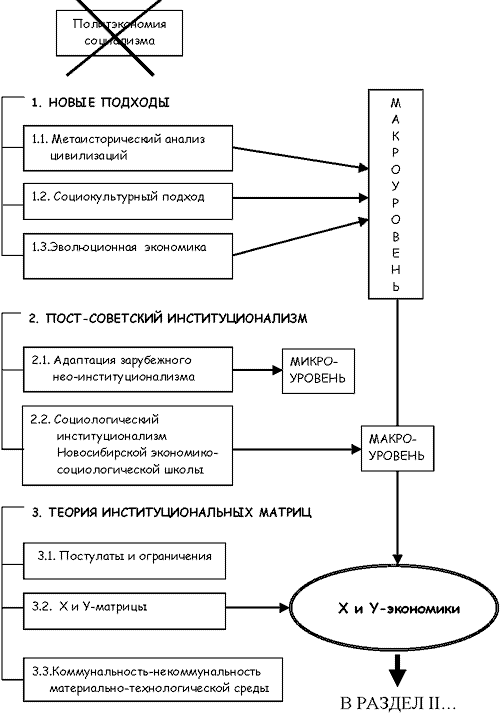 Политэкономия
социализма
1. НОВЫЕ ПОДХОДЫ
1.1. Метаисторический анализ
цивилизаций
1.2. Социокультурный подход
1.3.Эволюционная экономика
МАКРОУРОВЕНЬ
2. ПОСТ-СОВЕТСКИЙ ИНСТИТУЦИОНАЛИЗМ
2.1. Адаптация зарубежного
нео-институционализма
МИКРО-
УРОВЕНЬ
2.2. Социологический
институционализм
Новосибирской экономико-
социологической школы
МАКРО-
УРОВЕНЬ
3. ТЕОРИЯ ИНСТИТУЦИОНАЛЬНЫХ МАТРИЦ
3.1. Постулаты и ограничения
3.2. Х и Y-матрицы
Х и Y-экономики
3.3.Коммунальность-некоммунальность
материально-технологической среды
В РАЗДЕЛ II...